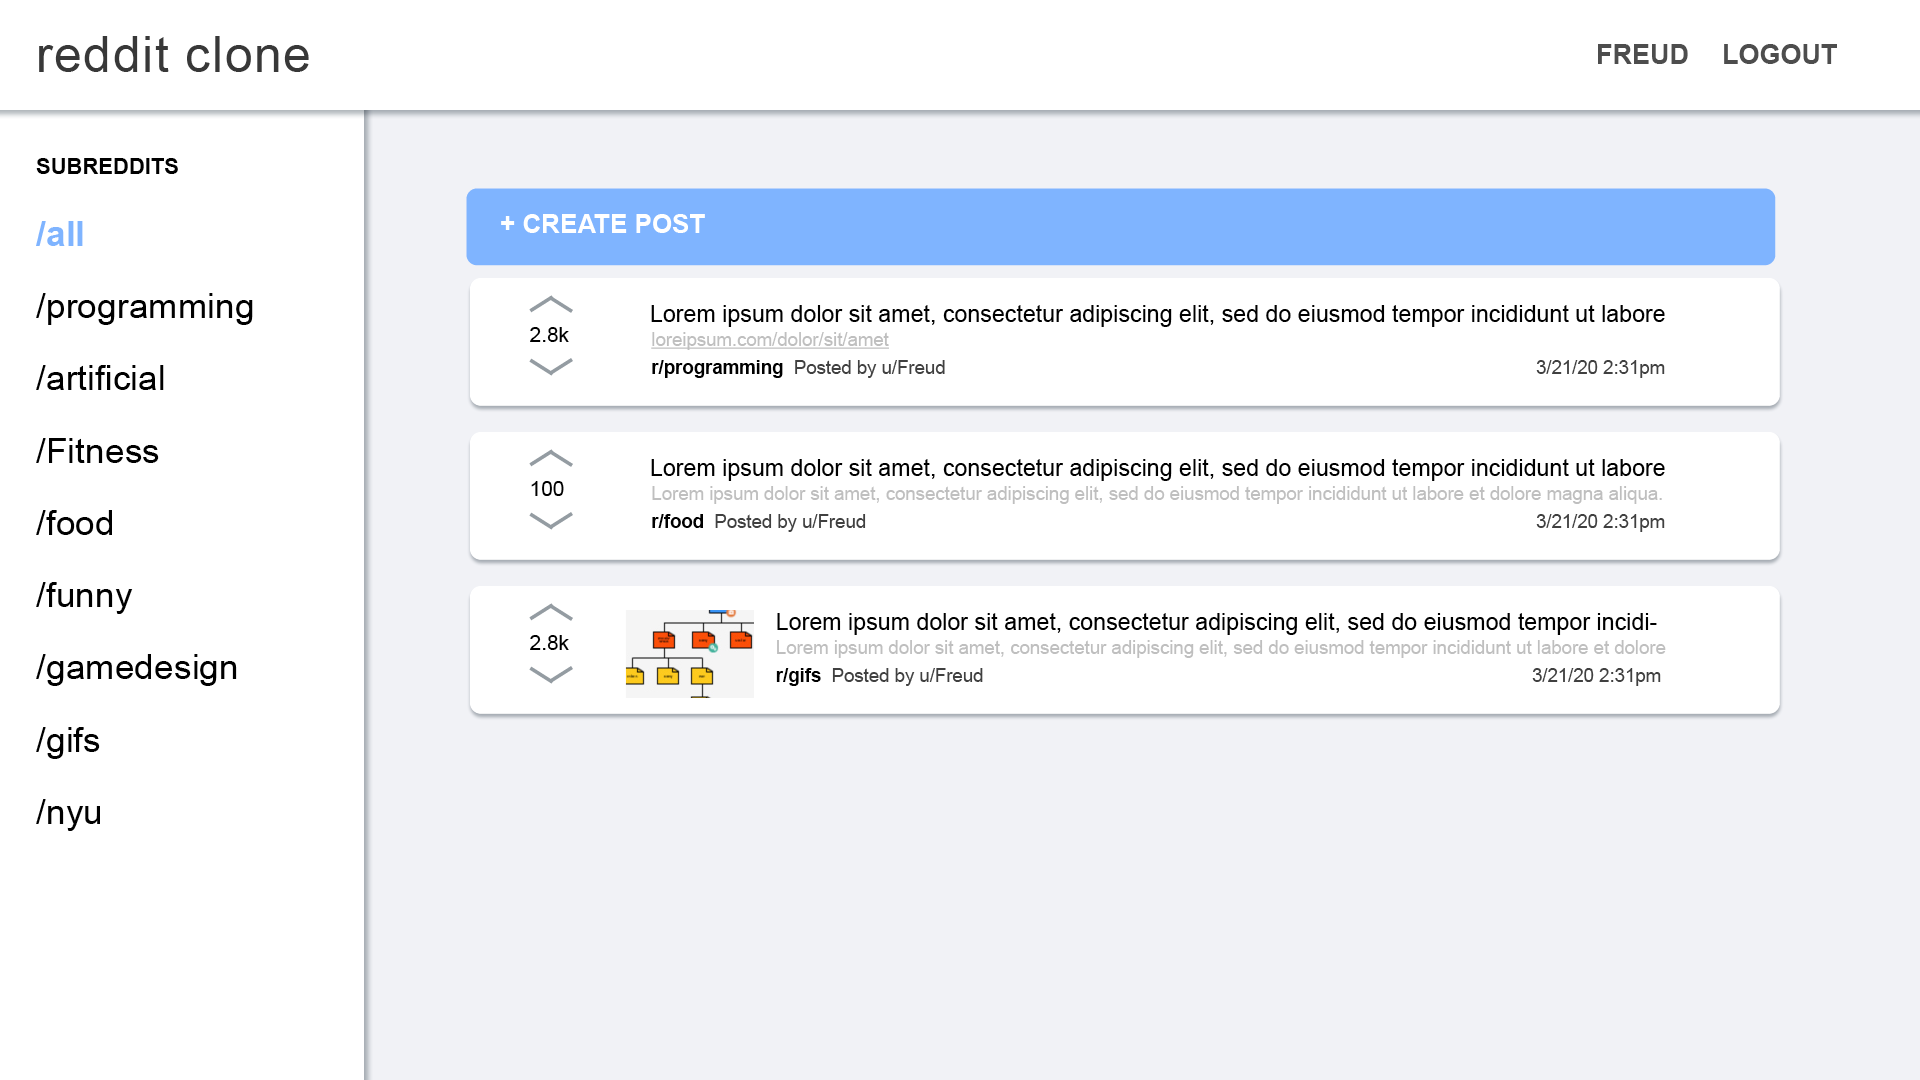 reddit clone
FREUD LOGOUT
SUBREDDITS
/all
/programming
/artificial
/Fitness
/food
/funny
/gamedesign
/gifs
/nyu
+ CREATE POST
2.8k
Lorem ipsum dolor sit amet, consectetur adipiscing elit, sed do eiusmod tempor incididunt ut labore
loreipsum.com/dolor/sit/amet
r/programming Posted by u/Freud 3/21/20 2:31pm
100
Lorem ipsum dolor sit amet, consectetur adipiscing elit, sed do eiusmod tempor incididunt ut labore
Lorem ipsum dolor sit amet, consectetur adipiscing elit, sed do eiusmod tempor incididunt ut labore et dolore magna aliqua.
r/food Posted by u/Freud 3/21/20 2:31pm
2.8k
Lorem ipsum dolor sit amet, consectetur adipiscing elit, sed do eiusmod tempor incidi-
Lorem ipsum dolor sit amet, consectetur adipiscing elit, sed do eiusmod tempor incididunt ut labore et dolore
r/gifs Posted by u/Freud 3/21/20 2:31pm